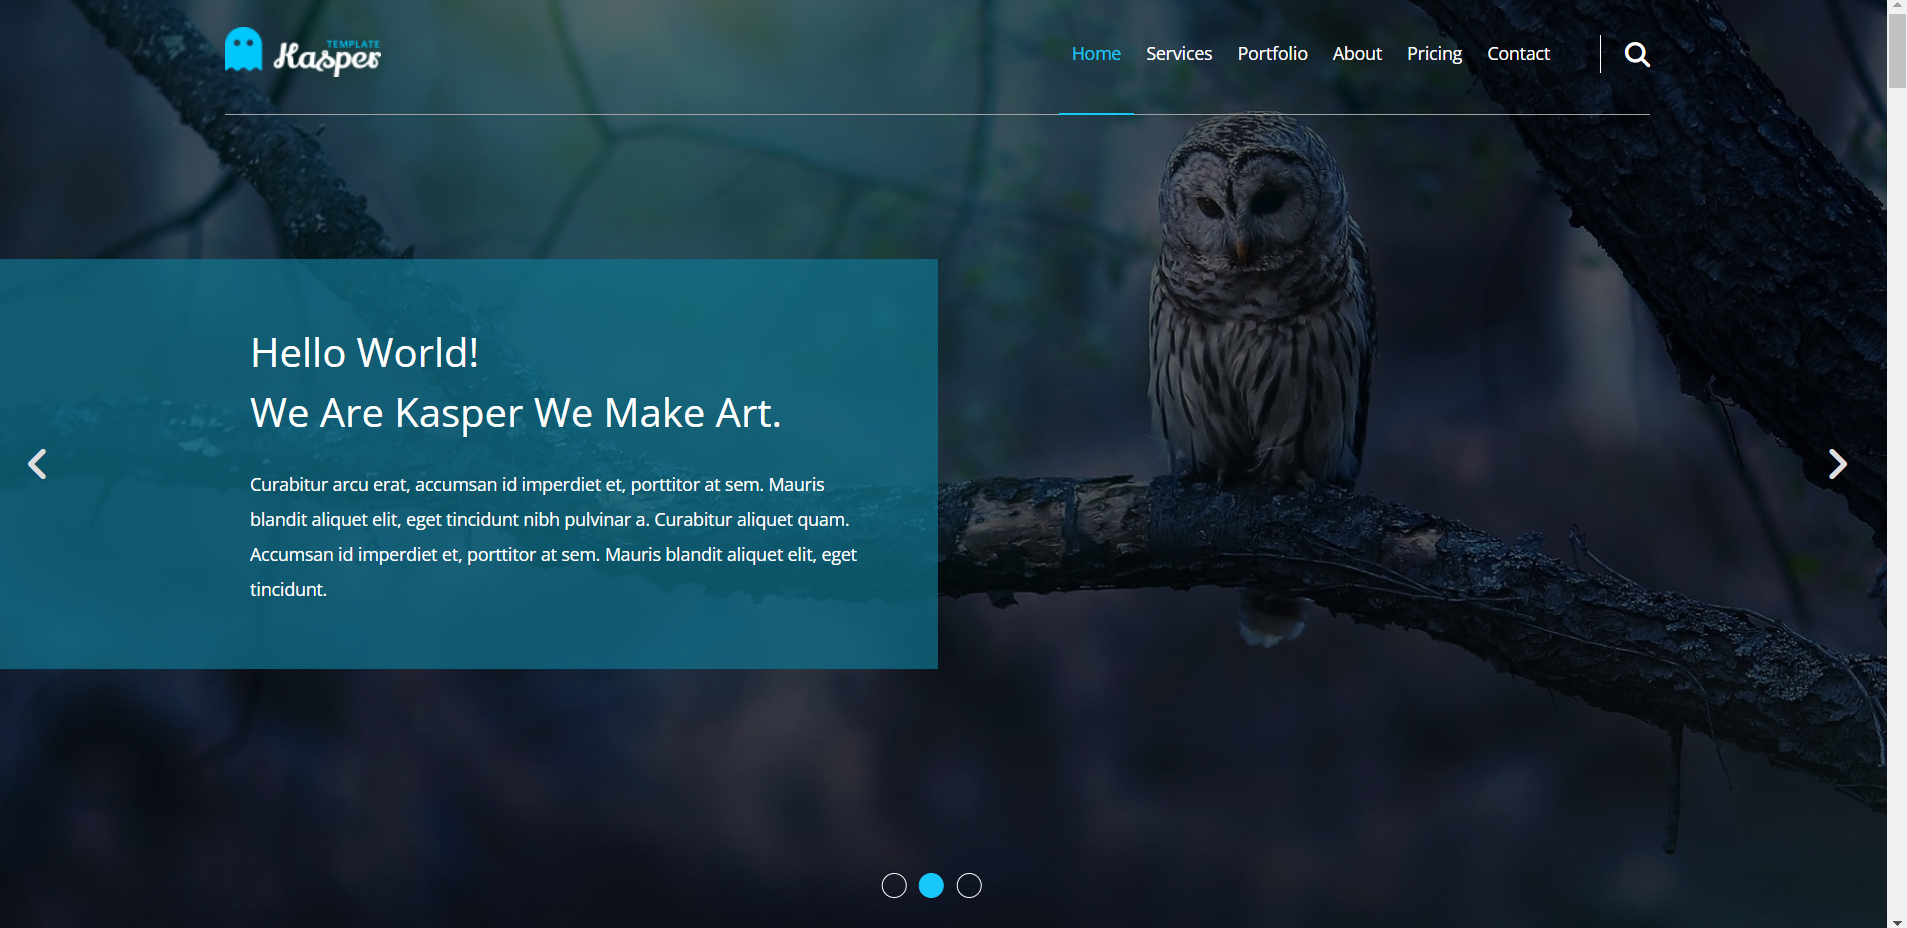 TEMPLATE
Kasper
Home Services Portfolio About Pricing Contact
Hello World!
We Are Kasper We Make Art.
Curabitur arcu erat, accumsan id imperdiet et, porttitor at sem. Mauris
blandit aliquet elit, eget tincidunt nibh pulvinar a. Curabitur aliquet quam.
Accumsan id imperdiet et, porttitor at sem. Mauris blandit aliquet elit, eget
tincidunt.